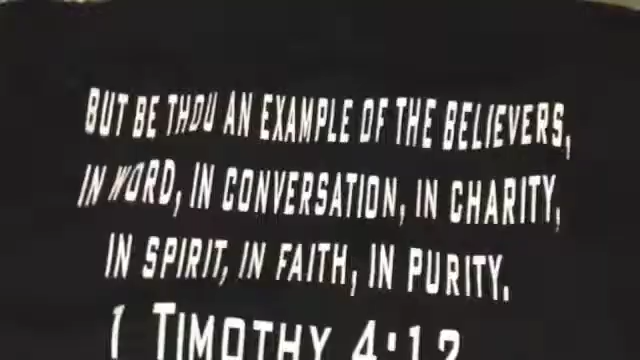 BUT BE THOU AN EXAMPLE OF THE BELIEVERS,
IN WORD, IN CONVERSATION, IN CHARITY,
IN SPIRIT, IN FAITH, IN PURITY.
1 TIMOTHY 4:12